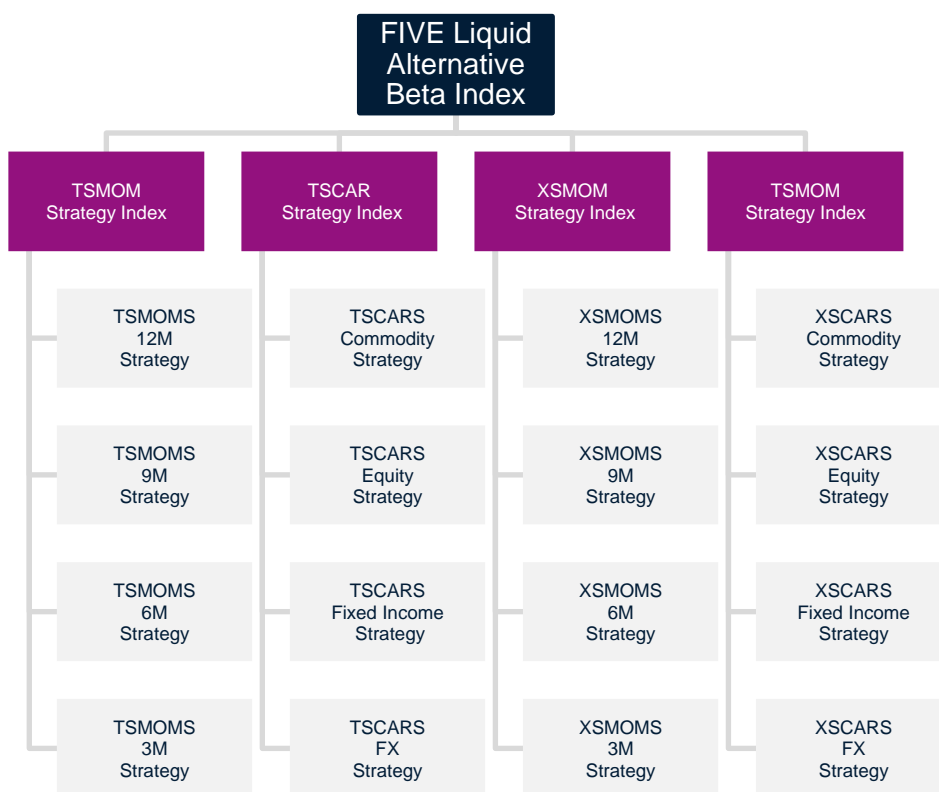 FIVE Liquid
Alternative
Beta Index
TSMOM
Strategy Index
TSCAR
Strategy Index
XSMOM
Strategy Index
TSMOM
Strategy Index
TSMOMS
12M
Strategy
TSCARS
Commodity
Strategy
XSMOMS
12M
Strategy
XSCARS
Commodity
Strategy
TSMOMS
9M
Strategy
TSCARS
Equity
Strategy
XSMOMS
9M
Strategy
XSCARS
Equity
Strategy
TSMOMS
6M
Strategy
TSCARS
Fixed Income
Strategy
XSMOMS
6M
Strategy
XSCARS
Fixed Income
Strategy
TSMOMS
3M
Strategy
TSCARS
FX
Strategy
XSMOMS
3M
Strategy
XSCARS
FX
Strategy